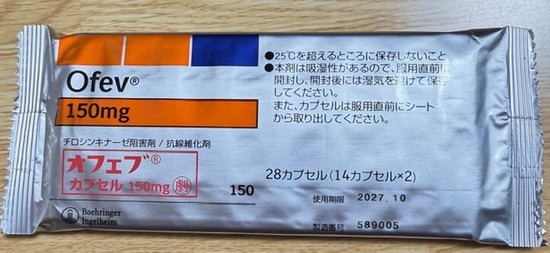 Ofev®
150mg
チロシンキナーゼ阻害剤 / 抗線維化剤
オフェブ®
カプセル 150mg 劇
150
Boehringer
Ingelheim
●25℃を超えるところに保存しないこと
●本剤は吸湿性があるので、服用直前に
開封し、開封後には湿気を避けて保存
してください。
また、カプセルは服用直前にシート
から取り出してください。
28カプセル (14カプセル×2)
使用期限 2027.10
製造番号 589005